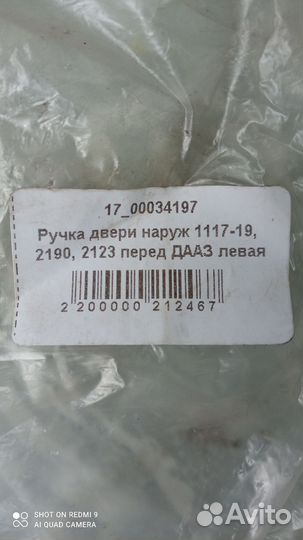 17_00034197
Ручка двери наруж 1117-19,
2190, 2123 перед ДААЗ левая
2 200000 212467
SHOT ON REDMI 9
AI QUAD CAMERA
Avito